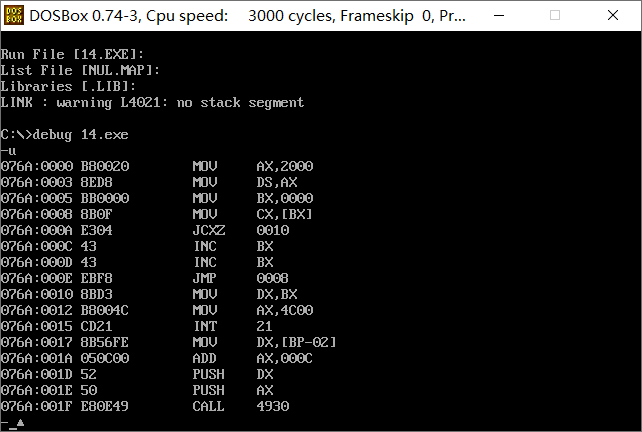 DOSBox 0.74-3, Cpu speed: 3000 cycles, Frameskip 0, Pr...
Run File [14.EXE]:
List File [NUL.MAP]:
Libraries [.LIB]:
LINK : warning L4021: no stack segment
C:\>debug 14.exe
-u
076A:0000 B80020 MOV AX,2000
076A:0003 8ED8 MOV DS,AX
076A:0005 BB0000 MOV BX,0000
076A:0008 8B0F MOV CX,[BX]
076A:000A E304 JCXZ 0010
076A:000C 43 INC BX
076A:000D 43 INC BX
076A:000E EBF8 JMP 0008
076A:0010 8BD3 MOV DX,BX
076A:0012 B8004C MOV AX,4C00
076A:0015 CD21 INT 21
076A:0017 8B56FE MOV DX,[BP-02]
076A:001A 050C00 ADD AX,000C
076A:001D 52 PUSH DX
076A:001E 50 PUSH AX
076A:001F E80E49 CALL 4930
-_